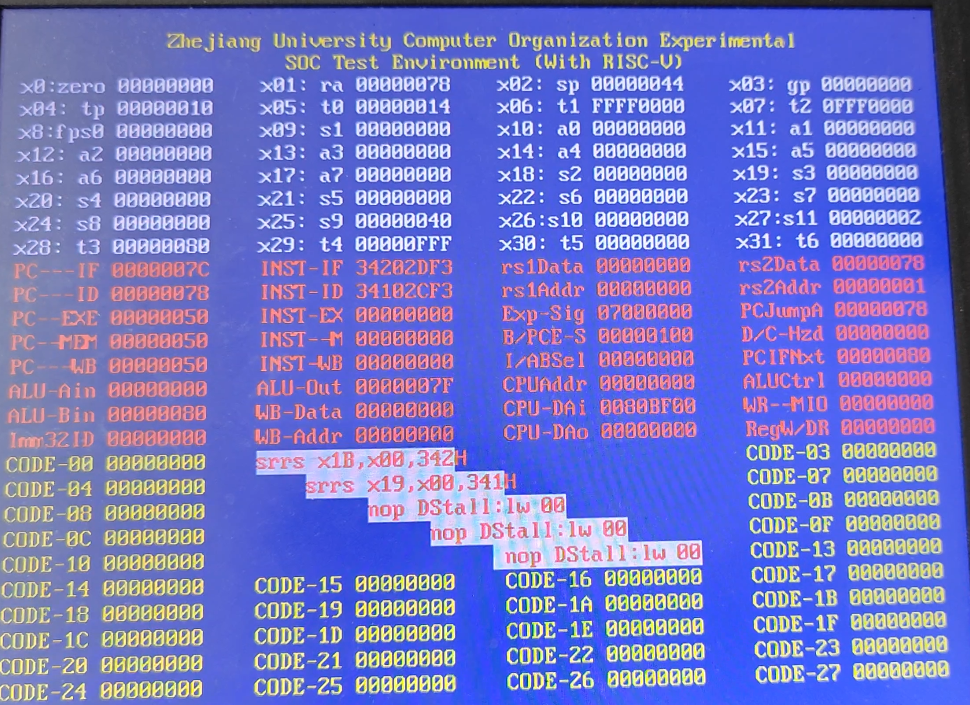 Zhejiang University Computer Organization Experimental
SOC Test Environment (With RISC-V)
x0:zero 00000000 x01: ra 00000078 x02: sp 00000044 x03: gp 00000000
x04: tp 00000010 x05: t0 00000014 x06: t1 FFFF0000 x07: t2 0FFF0000
x8:fps0 00000000 x09: s1 00000000 x10: a0 00000000 x11: a1 00000000
x12: a2 00000000 x13: a3 00000000 x14: a4 00000000 x15: a5 00000000
x16: a6 00000000 x17: a7 00000000 x18: s2 00000000 x19: s3 00000000
x20: s4 00000000 x21: s5 00000000 x22: s6 00000000 x23: s7 00000000
x24: s8 00000000 x25: s9 00000040 x26:s10 00000000 x27:s11 00000002
x28: t3 00000080 x29: t4 00000FFF x30: t5 00000000 x31: t6 00000000
PC---IF 0000007C INST-IF 34202DF3 rs1Data 00000000 rs2Data 00000078
PC---ID 00000078 INST-ID 34102CF3 rs1Addr 00000000 rs2Addr 00000001
PC--EXE 00000050 INST-EX 00000000 Exp-Sig 07000000 PCJumpA 00000078
PC--MEM 00000050 INST--M 00000000 B/PCE-S 00000100 D/C-Hzd 00000000
PC---WB 00000050 INST-WB 00000000 I/ABSel 00000000 PCIFNxt 00000080
ALU-Ain 00000000 ALU-Out 0000007F CPUAddr 00000000 ALUCtrl 00000000
ALU-Bin 00000080 WB-Data 00000000 CPU-DAi 0080BF00 WR--MIO 00000000
Imm32ID 00000000 WB-Addr 00000000 CPU-DAo 00000000 RegW/DR 00000000
CODE-00 00000000 srrs x1B,x00,342H CODE-03 00000000
CODE-04 00000000 srrs x19,x00,341H CODE-07 00000000
CODE-08 00000000 nop DStall:lw 00 CODE-0B 00000000
CODE-0C 00000000 nop DStall:lw 00 CODE-0F 00000000
CODE-10 00000000 nop DStall:lw 00 CODE-13 00000000
CODE-14 00000000 CODE-15 00000000 CODE-16 00000000 CODE-17 00000000
CODE-18 00000000 CODE-19 00000000 CODE-1A 00000000 CODE-1B 00000000
CODE-1C 00000000 CODE-1D 00000000 CODE-1E 00000000 CODE-1F 00000000
CODE-20 00000000 CODE-21 00000000 CODE-22 00000000 CODE-23 00000000
CODE-24 00000000 CODE-25 00000000 CODE-26 00000000 CODE-27 00000000